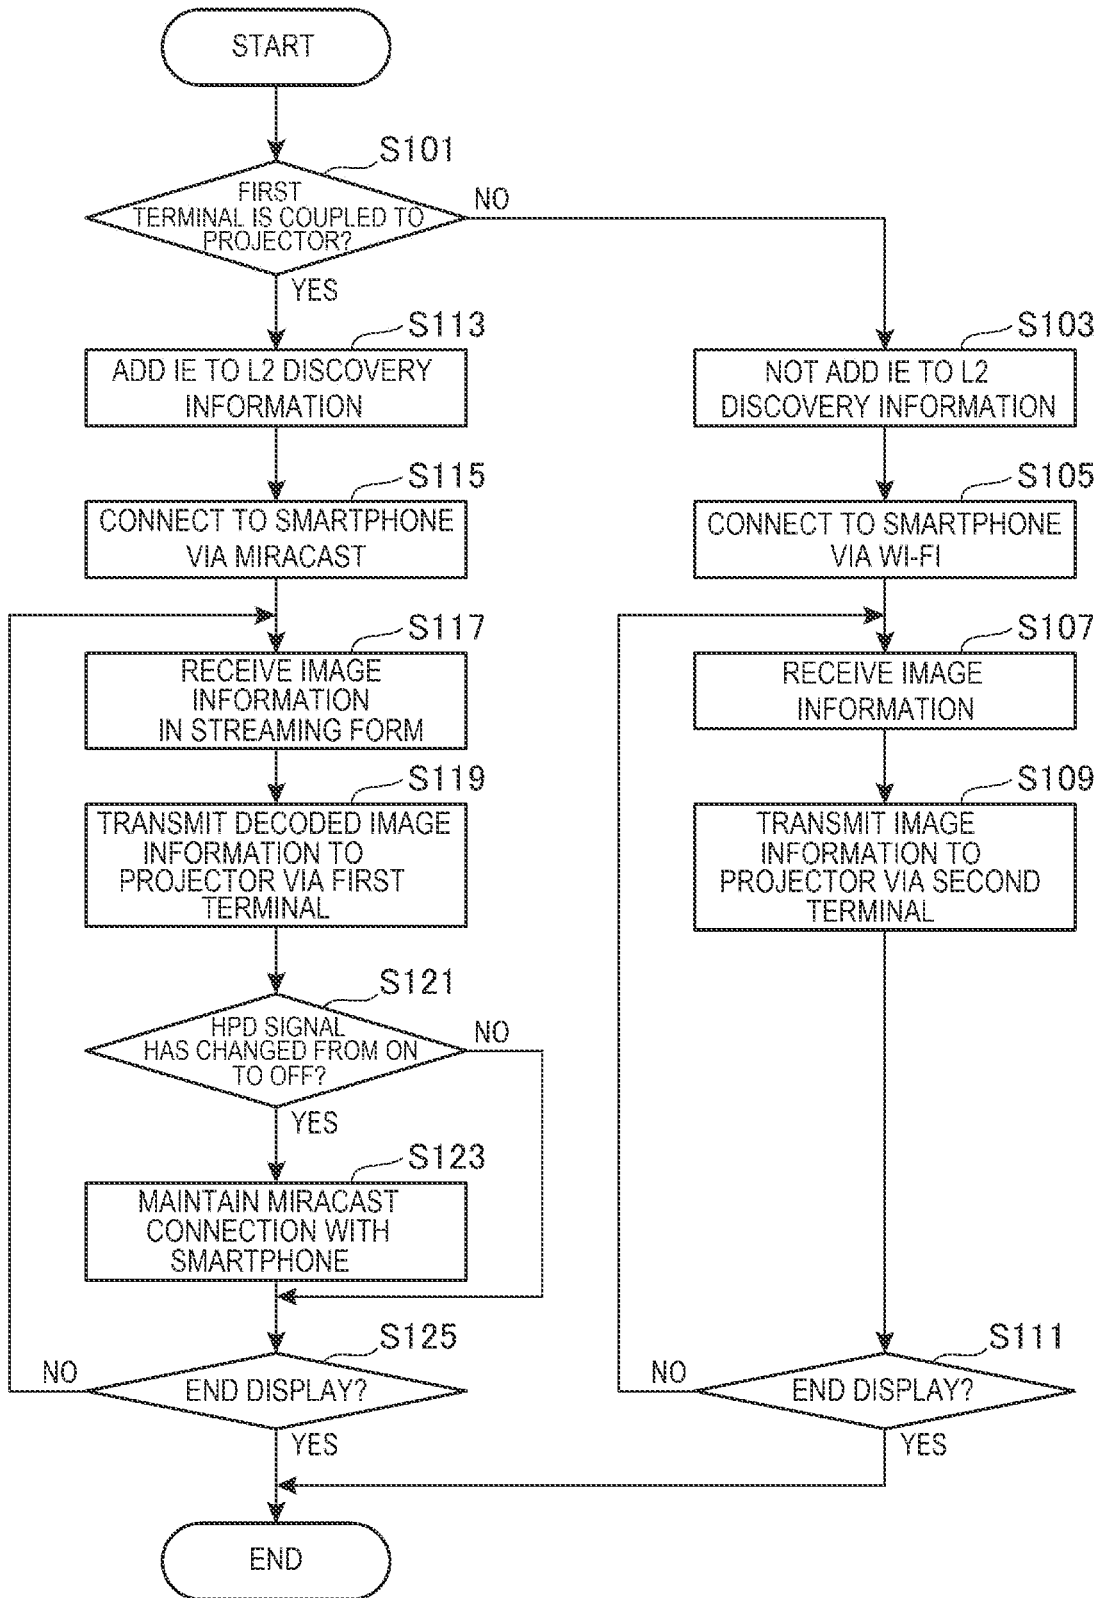 START
S101
FIRST
TERMINAL IS COUPLED TO
PROJECTOR?
NO
YES
S113
ADD IE TO L2 DISCOVERY
INFORMATION
S103
NOT ADD IE TO L2
DISCOVERY INFORMATION
S115
CONNECT TO SMARTPHONE
VIA MIRACAST
S105
CONNECT TO SMARTPHONE
VIA WI-FI
S117
RECEIVE IMAGE
INFORMATION
IN STREAMING FORM
S107
RECEIVE IMAGE
INFORMATION
S119
TRANSMIT DECODED IMAGE
INFORMATION TO
PROJECTOR VIA FIRST
TERMINAL
S109
TRANSMIT IMAGE
INFORMATION TO
PROJECTOR VIA SECOND
TERMINAL
S121
HPD SIGNAL
HAS CHANGED FROM ON
TO OFF?
NO
YES
S123
MAINTAIN MIRACAST
CONNECTION WITH
SMARTPHONE
S125
NO
END DISPLAY?
YES
S111
NO
END DISPLAY?
YES
END